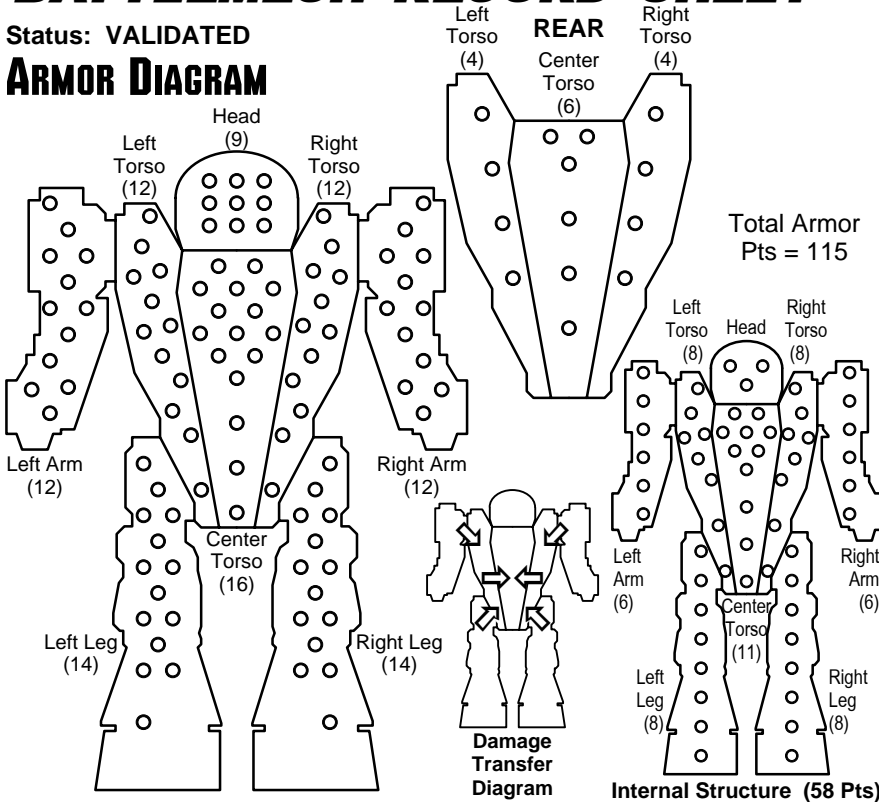 BATTLEMECH RECORD SHEET
Status: VALIDATED
ARMOR DIAGRAM
Head
(9)
Left
Torso
(12)
Right
Torso
(12)
Left Arm
(12)
Right Arm
(12)
Center
Torso
(16)
Left Leg
(14)
Right Leg
(14)
REAR
Left
Torso
(4)
Center
Torso
(6)
Right
Torso
(4)
Total Armor
Pts = 115
Damage
Transfer
Diagram
Left
Torso
(8)
Head
Right
Torso
(8)
Left
Arm
(6)
Right
Arm
(6)
Center
Torso
(11)
Left
Leg
(8)
Right
Leg
(8)
Internal Structure (58 Pts)